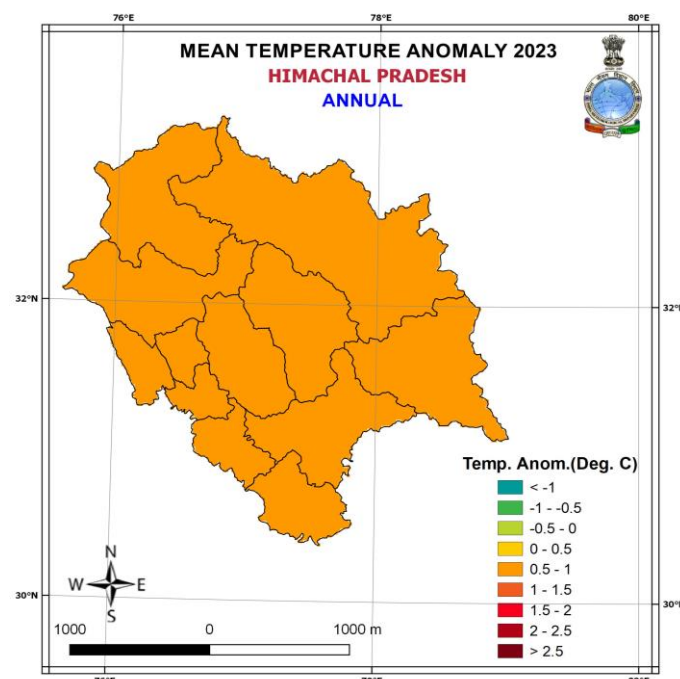 76°E 78°E 80°E
MEAN TEMPERATURE ANOMALY 2023
HIMACHAL PRADESH
ANNUAL
32°N 32°N
Temp. Anom.(Deg. C)
< -1
-1 - -0.5
-0.5 - 0
0 - 0.5
0.5 - 1
1 - 1.5
1.5 - 2
2 - 2.5
> 2.5
N
W E
S
30°N 30°N
1000 0 1000 m